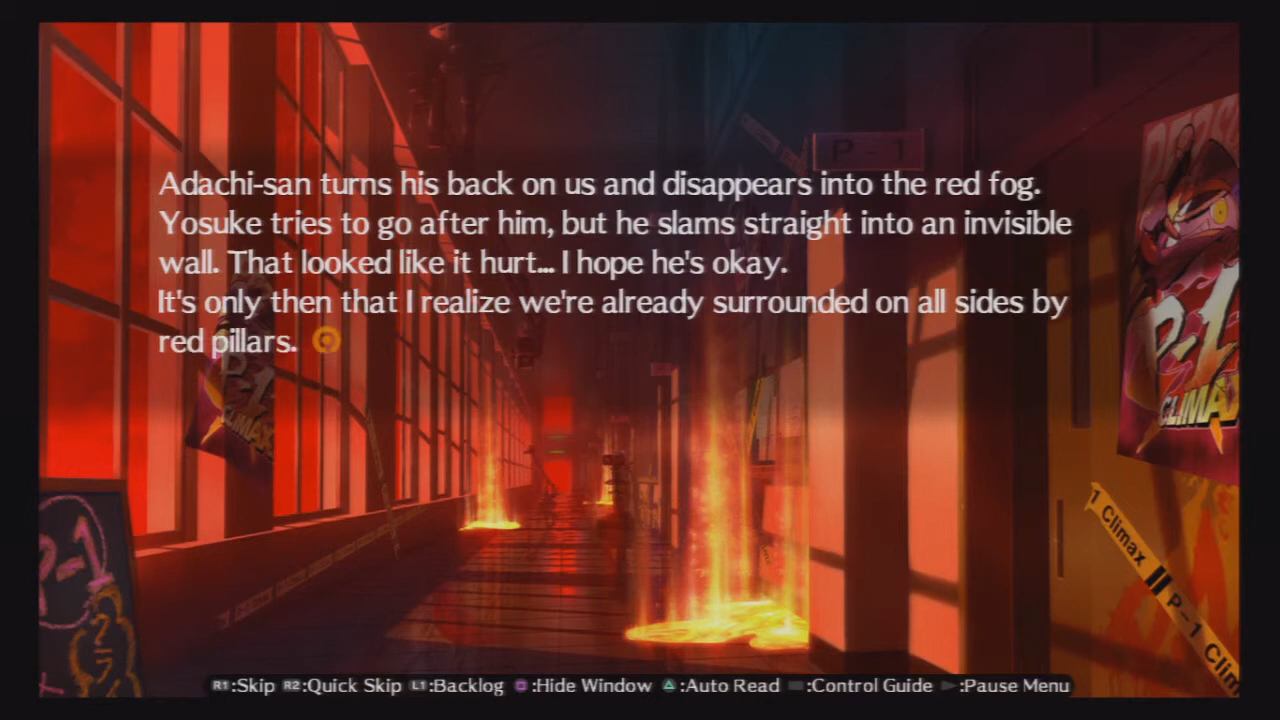 P-1
Adachi-san turns his back on us and disappears into the red fog.
Yosuke tries to go after him, but he slams straight into an invisible
wall. That looked like it hurt... I hope he's okay.
It's only then that I realize we're already surrounded on all sides by
red pillars.
P-1
CLIMAX
CLIMAX
P-1
1 Climax
P-1 Clim
R1:Skip R2:Quick Skip L1:Backlog :Hide Window :Auto Read :Control Guide :Pause Menu